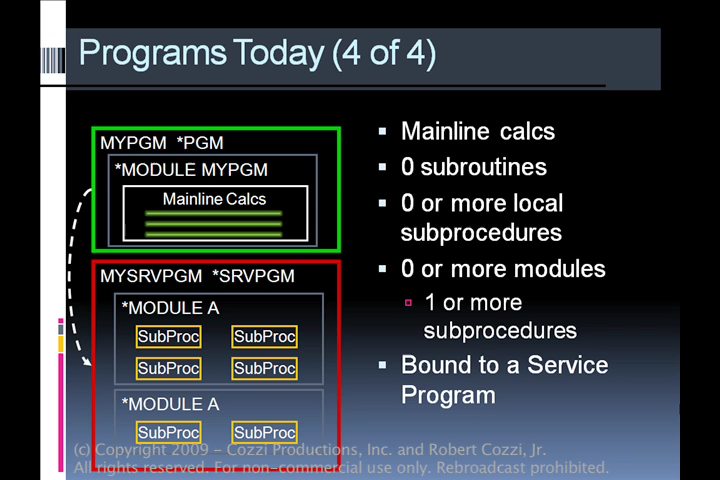 Programs Today (4 of 4)
MYPGM *PGM
*MODULE MYPGM
Mainline Calcs
MYSRVPGM *SRVPGM
*MODULE A
SubProc SubProc
SubProc SubProc
*MODULE A
SubProc SubProc
Mainline calcs
0 subroutines
0 or more local
subprocedures
0 or more modules
1 or more
subprocedures
Bound to a Service
Program
(c) Copyright 2009 – Cozzi Productions, Inc. and Robert Cozzi, Jr.
All rights reserved. For non-commercial use only. Rebroadcast prohibited.